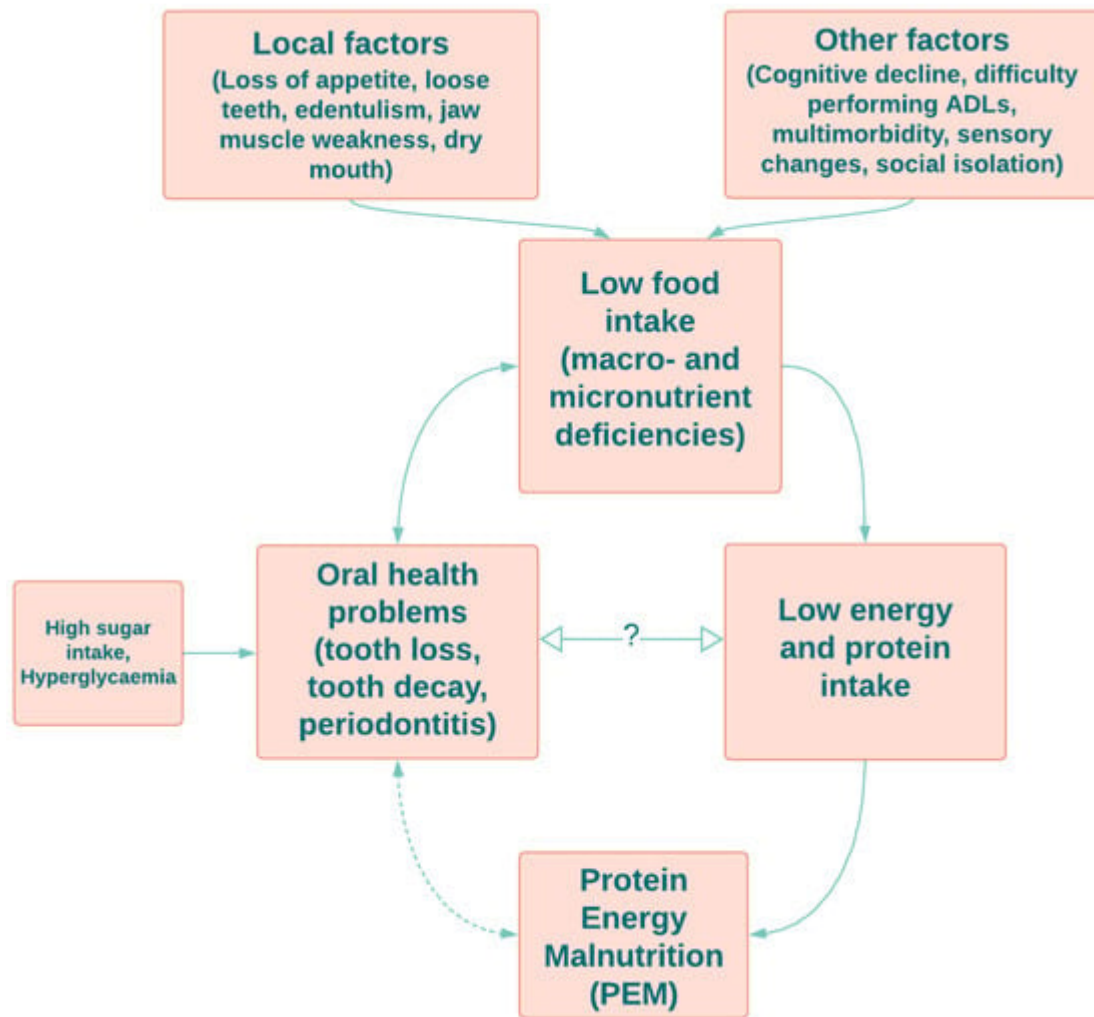 Local factors
(Loss of appetite, loose
teeth, edentulism, jaw
muscle weakness, dry
mouth)
Other factors
(Cognitive decline, difficulty
performing ADLs,
multimorbidity, sensory
changes, social isolation)
Low food
intake
(macro- and
micronutrient
deficiencies)
High sugar
intake,
Hyperglycaemia
Oral health
problems
(tooth loss,
tooth decay,
periodontitis)
?
Low energy
and protein
intake
Protein
Energy
Malnutrition
(PEM)